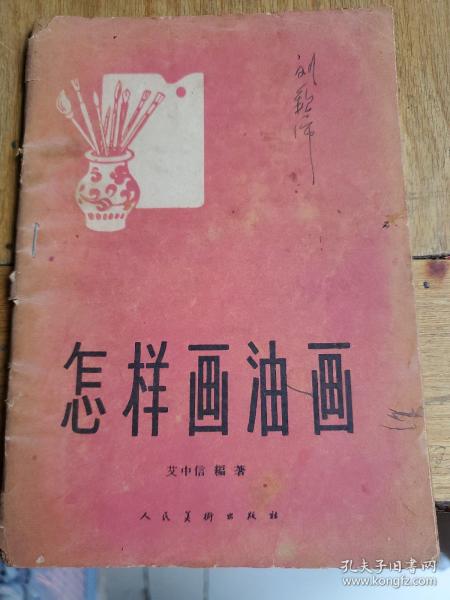 怎样画油画
艾中信 編著
人民美術出版社
孔夫子旧书网
www.kongfz.com